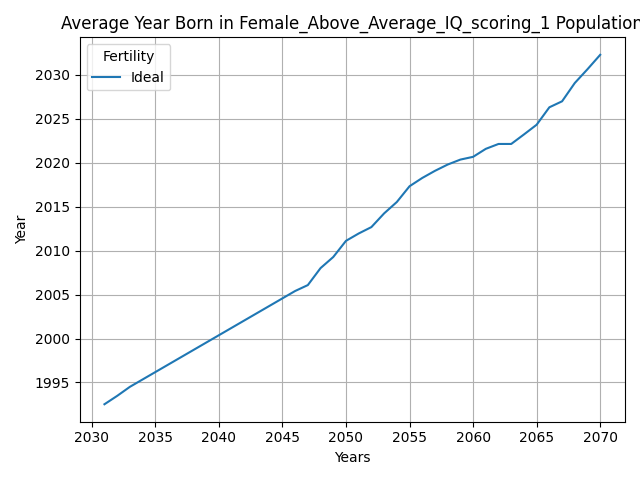 Average Year Born in Female_Above_Average_IQ_scoring_1 Population
Fertility
Ideal
Year
2030
2025
2020
2015
2010
2005
2000
1995
2030 2035 2040 2045 2050 2055 2060 2065 2070
Years